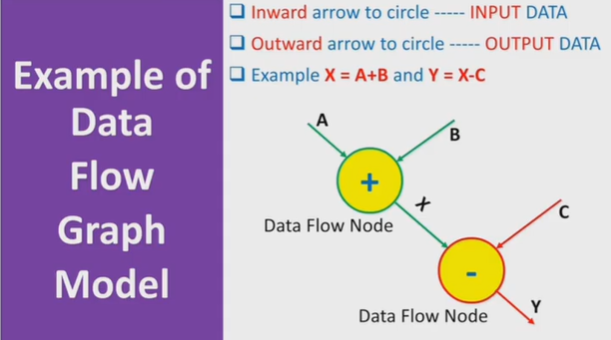 Example of
Data
Flow
Graph
Model
❑ Inward arrow to circle ----- INPUT DATA
❑ Outward arrow to circle ----- OUTPUT DATA
❑ Example X = A+B and Y = X-C
A
B
+
X
Data Flow Node
C
-
Y
Data Flow Node